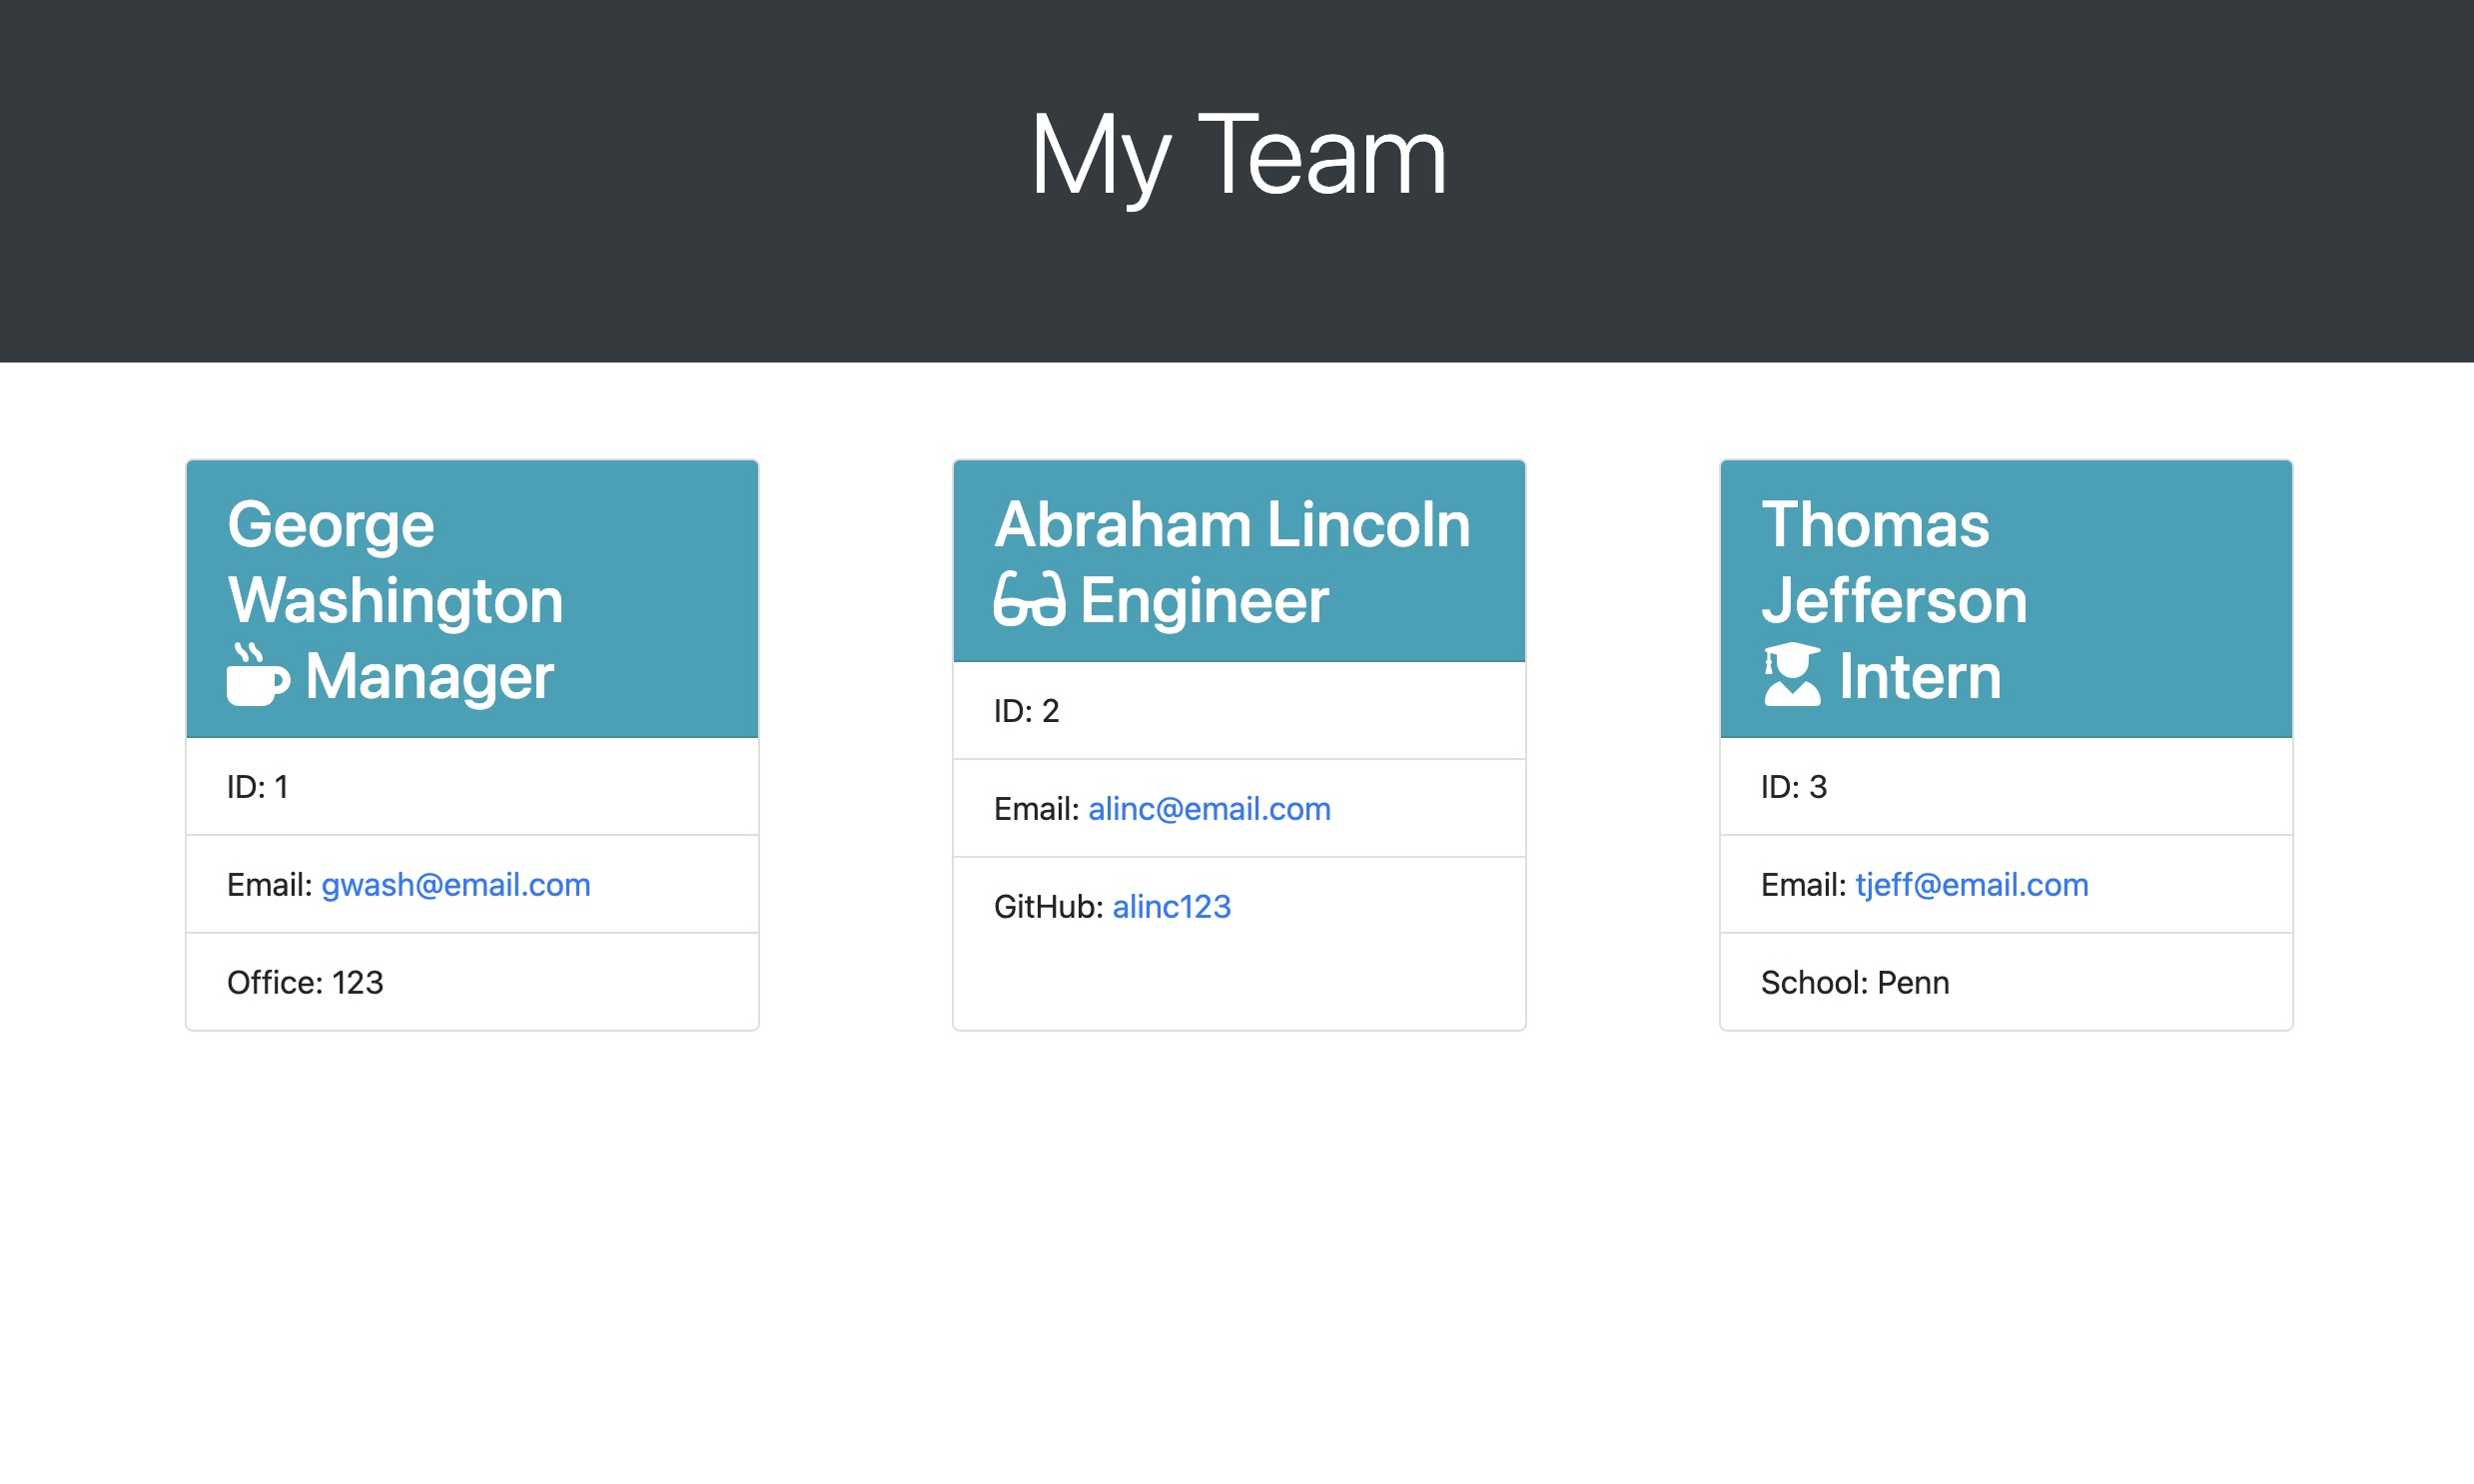 My Team
George
Washington
Manager
ID: 1
Email: gwash@email.com
Office: 123
Abraham Lincoln
Engineer
ID: 2
Email: alinc@email.com
GitHub: alinc123
Thomas
Jefferson
Intern
ID: 3
Email: tjeff@email.com
School: Penn